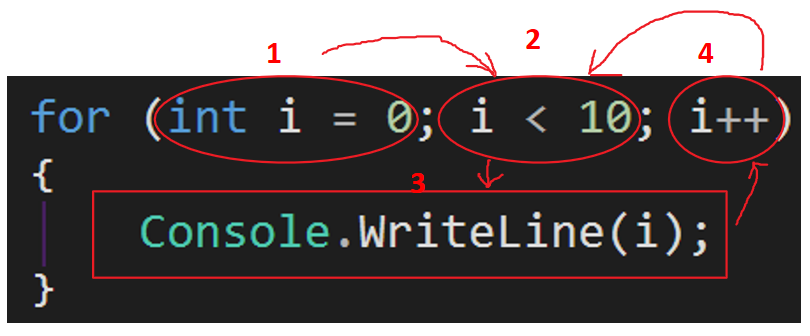 1 2 4
for (int i = 0; i < 10; i++)
{
3
Console.WriteLine(i);
}